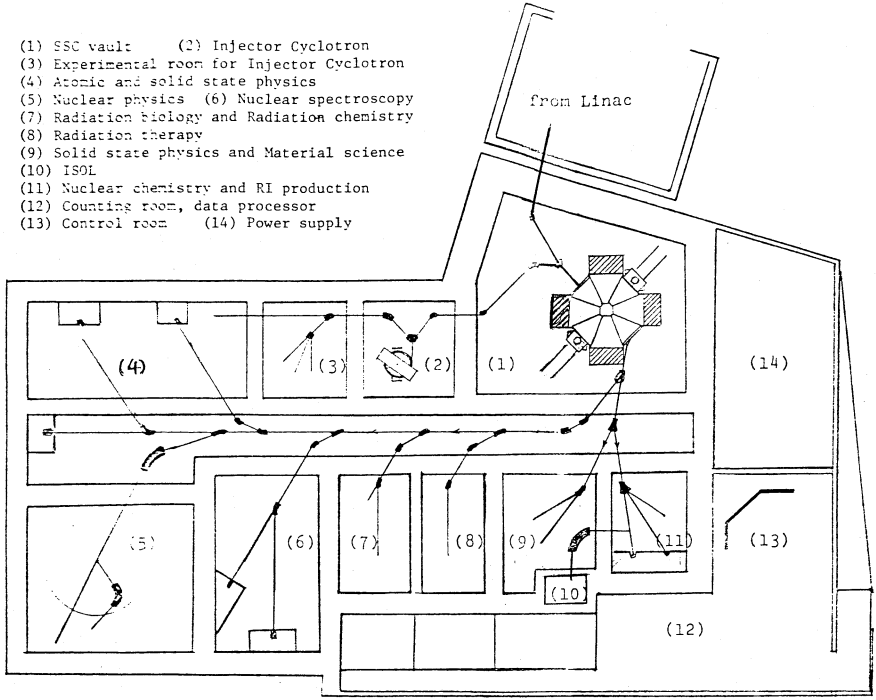 (1) SSC vault (2) Injector Cyclotron
(3) Experimental room for Injector Cyclotron
(4) Atomic and solid state physics
(5) Nuclear physics (6) Nuclear spectroscopy
(7) Radiation biology and Radiation chemistry
(8) Radiation therapy
(9) Solid state physics and Material science
(10) ISOL
(11) Nuclear chemistry and RI production
(12) Counting room, data processor
(13) Control room (14) Power supply
from Linac
(4)
(3)
(2)
(1)
(14)
(5)
(6)
(7)
(8)
(9)
(11)
(13)
(10)
(12)